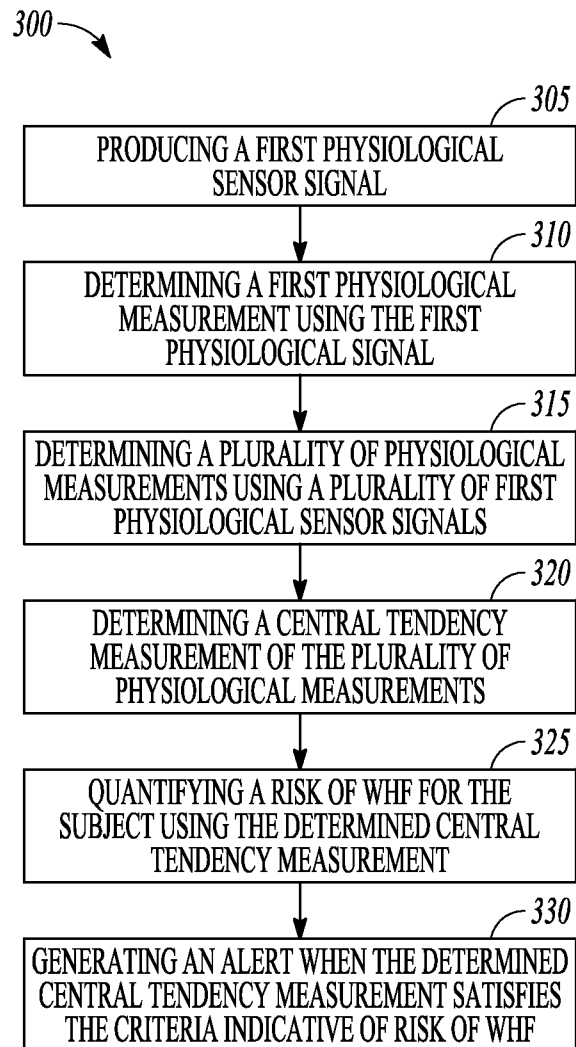 300
305
PRODUCING A FIRST PHYSIOLOGICAL
SENSOR SIGNAL
310
DETERMINING A FIRST PHYSIOLOGICAL
MEASUREMENT USING THE FIRST
PHYSIOLOGICAL SIGNAL
315
DETERMINING A PLURALITY OF PHYSIOLOGICAL
MEASUREMENTS USING A PLURALITY OF FIRST
PHYSIOLOGICAL SENSOR SIGNALS
320
DETERMINING A CENTRAL TENDENCY
MEASUREMENT OF THE PLURALITY OF
PHYSIOLOGICAL MEASUREMENTS
325
QUANTIFYING A RISK OF WHF FOR THE
SUBJECT USING THE DETERMINED CENTRAL
TENDENCY MEASUREMENT
330
GENERATING AN ALERT WHEN THE DETERMINED
CENTRAL TENDENCY MEASUREMENT SATISFIES
THE CRITERIA INDICATIVE OF RISK OF WHF